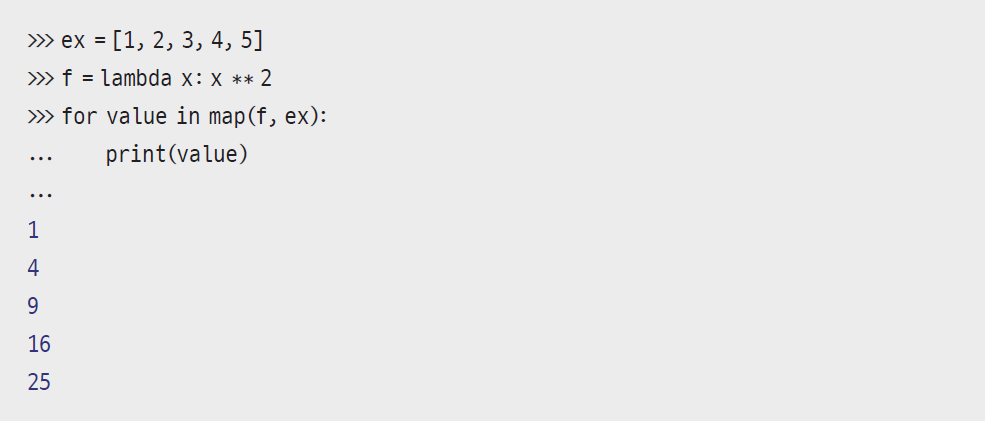 >>> ex = [1, 2, 3, 4, 5]
>>> f = lambda x: x ** 2
>>> for value in map(f, ex):
...     print(value)
...
1
4
9
16
25